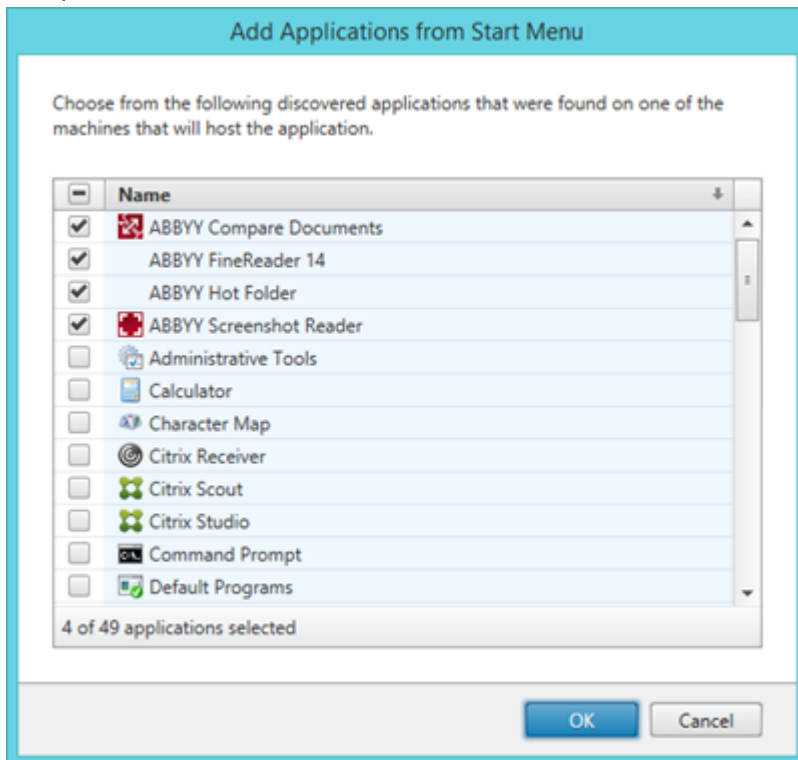 Add Applications from Start Menu
Choose from the following discovered applications that were found on one of the
machines that will host the application.
Name
ABBYY Compare Documents
ABBYY FineReader 14
ABBYY Hot Folder
ABBYY Screenshot Reader
Administrative Tools
Calculator
Character Map
Citrix Receiver
Citrix Scout
Citrix Studio
Command Prompt
Default Programs
4 of 49 applications selected
OK Cancel